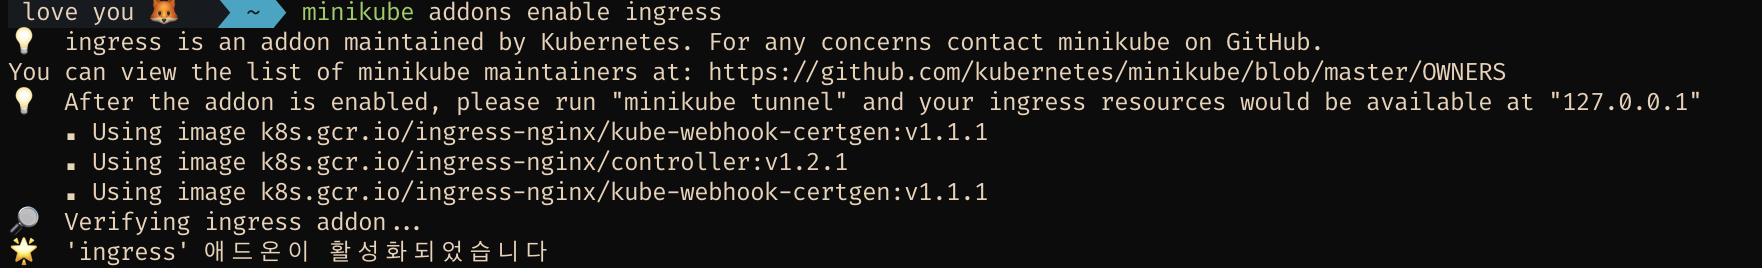 love you 🦊 ~ minikube addons enable ingress
💡 ingress is an addon maintained by Kubernetes. For any concerns contact minikube on GitHub.
You can view the list of minikube maintainers at: https://github.com/kubernetes/minikube/blob/master/OWNERS
💡 After the addon is enabled, please run "minikube tunnel" and your ingress resources would be available at "127.0.0.1"
▪ Using image k8s.gcr.io/ingress-nginx/kube-webhook-certgen:v1.1.1
▪ Using image k8s.gcr.io/ingress-nginx/controller:v1.2.1
▪ Using image k8s.gcr.io/ingress-nginx/kube-webhook-certgen:v1.1.1
🔎 Verifying ingress addon...
🌟 'ingress' 애드온이 활성화되었습니다